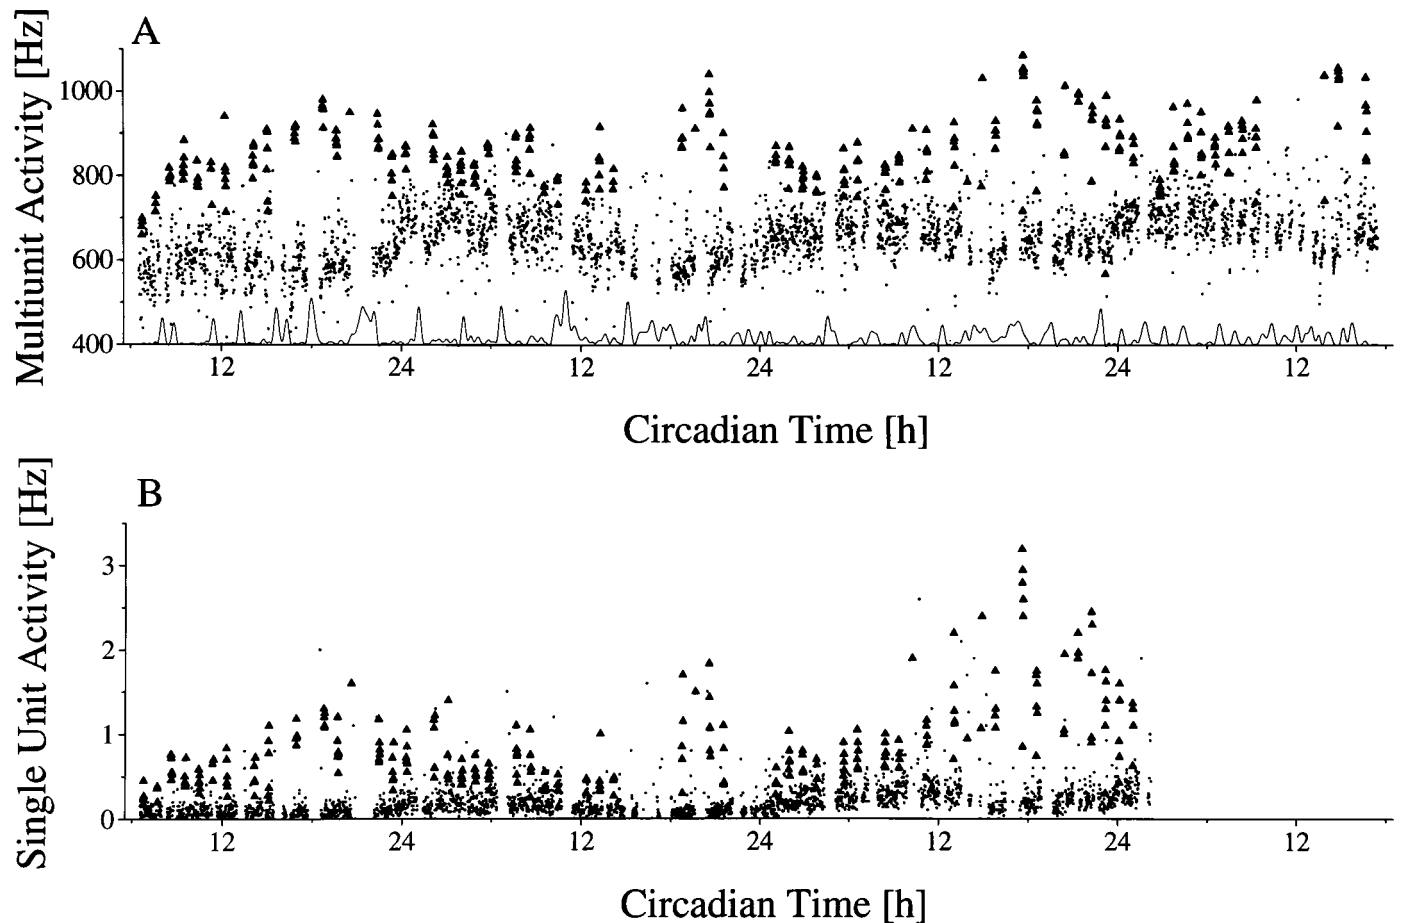 A
Multiunit Activity [Hz]
1000
800
600
400
12 24 12 24 12 24 12
Circadian Time [h]
B
Single Unit Activity [Hz]
3
2
1
0
12 24 12 24 12 24 12
Circadian Time [h]